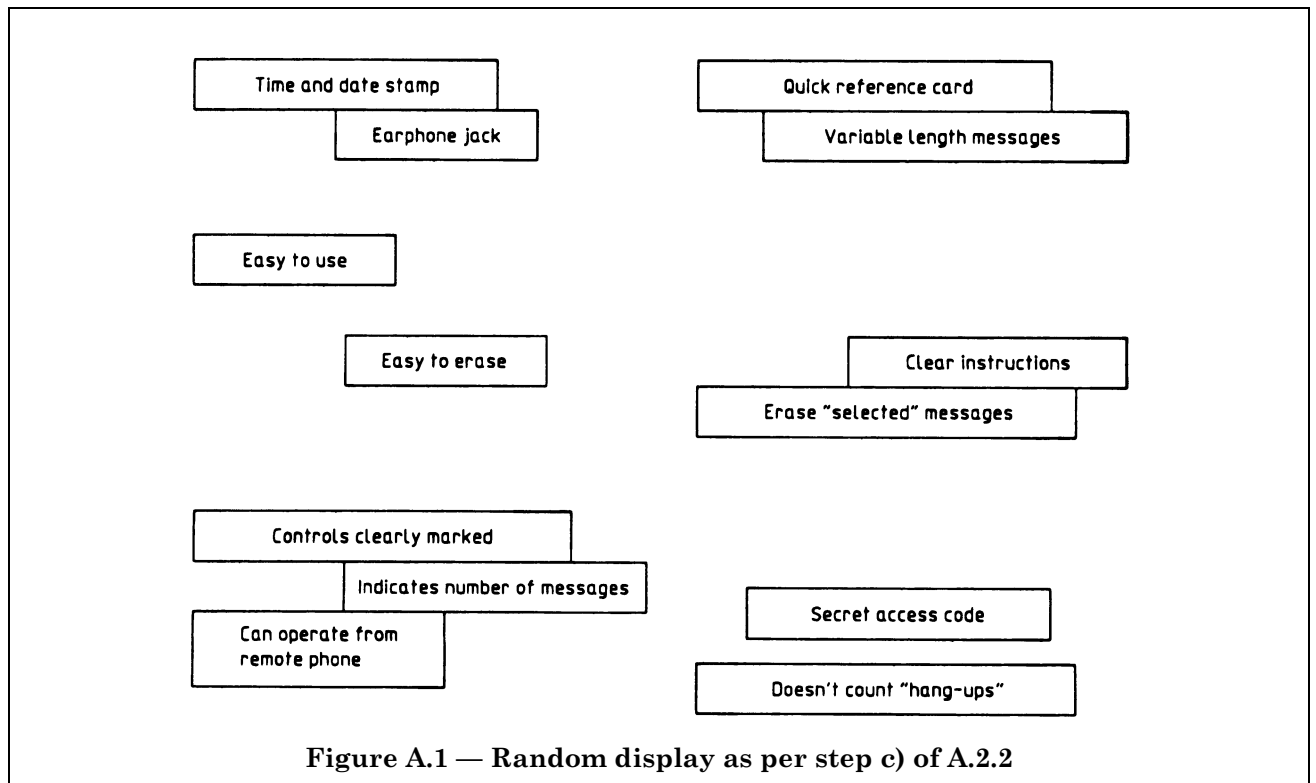 Time and date stamp
Earphone jack
Easy to use
Easy to erase
Controls clearly marked
Indicates number of messages
Can operate from
remote phone
Quick reference card
Variable length messages
Clear instructions
Erase "selected" messages
Secret access code
Doesn't count "hang-ups"
Figure A.1 — Random display as per step c) of A.2.2